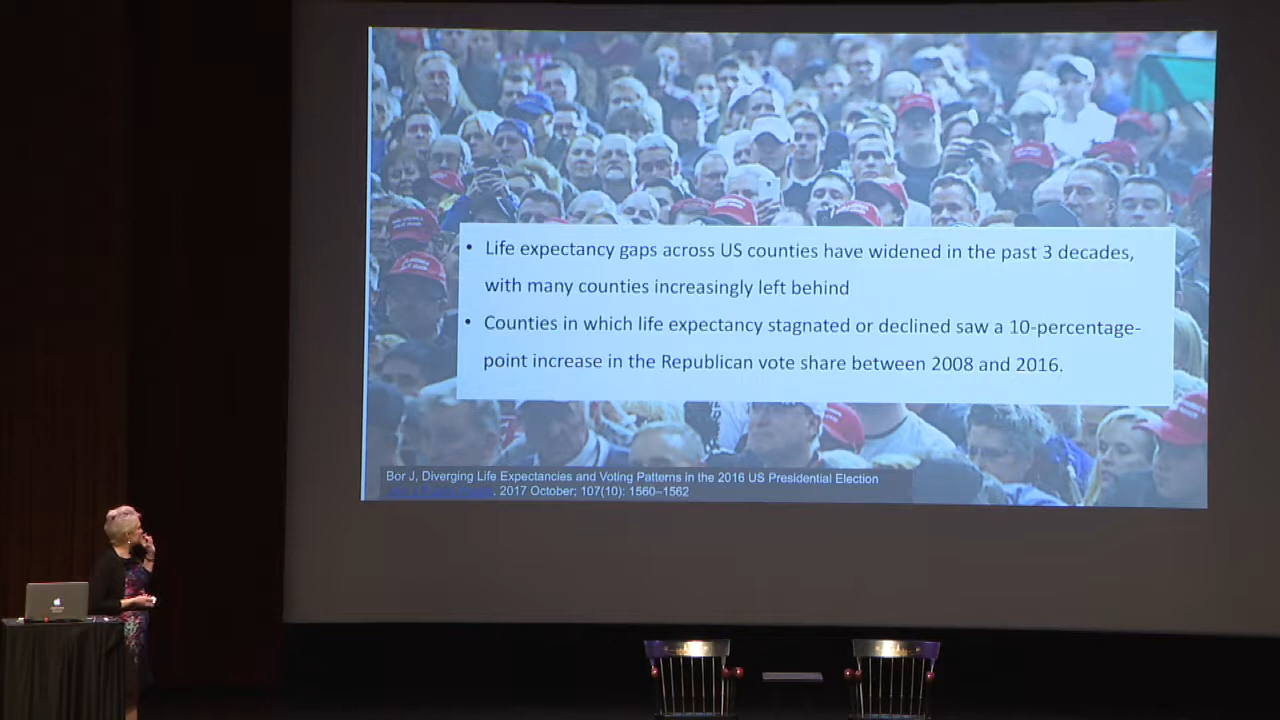 • Life expectancy gaps across US counties have widened in the past 3 decades,
with many counties increasingly left behind
• Counties in which life expectancy stagnated or declined saw a 10-percentage-
point increase in the Republican vote share between 2008 and 2016.
Bor J, Diverging Life Expectancies and Voting Patterns in the 2016 US Presidential Election
. 2017 October; 107(10): 1560–1562